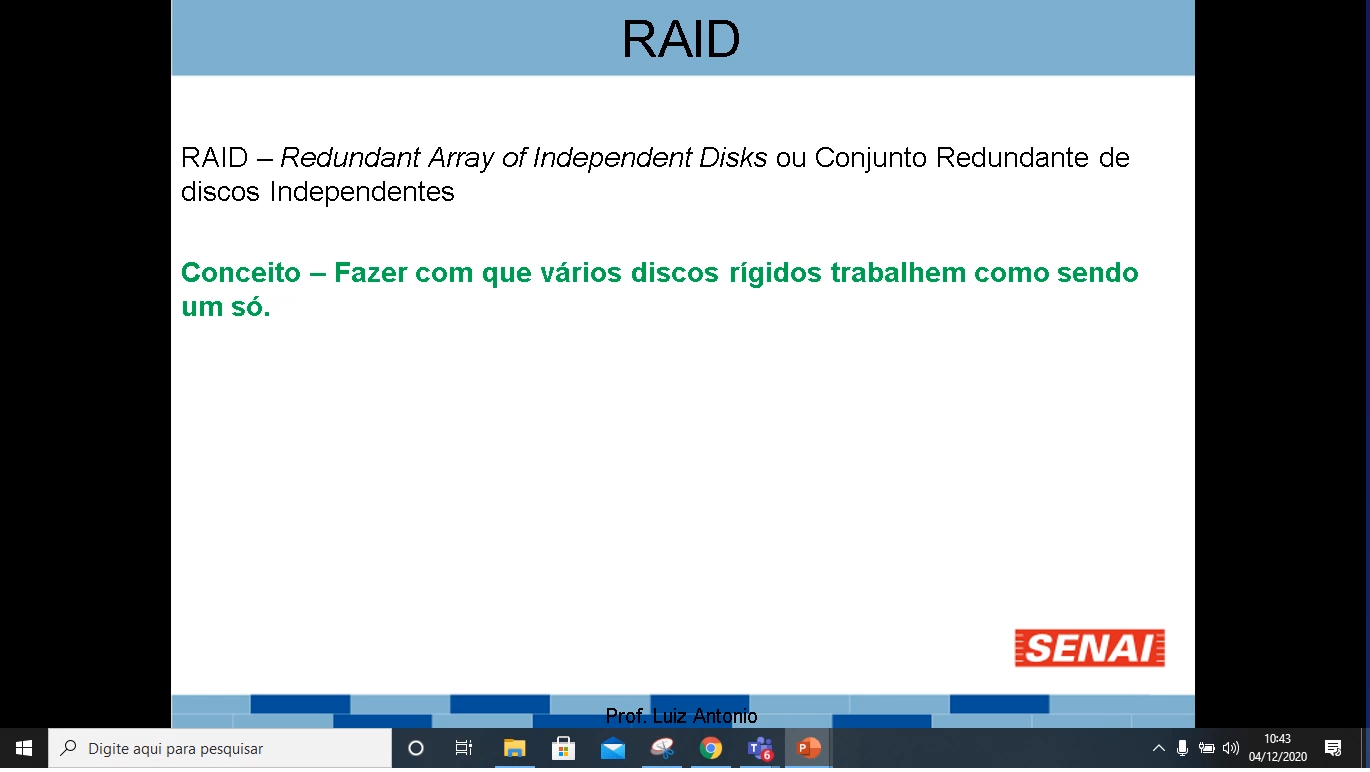 RAID
RAID – Redundant Array of Independent Disks ou Conjunto Redundante de
discos Independentes
Conceito – Fazer com que vários discos rígidos trabalhem como sendo
um só.
SENAI
Prof. Luiz Antonio
Digite aqui para pesquisar
6
P
10:43
04/12/2020